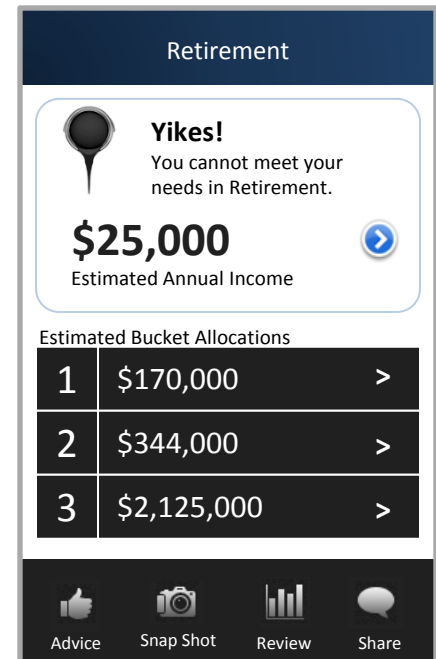 Retirement
Yikes!
You cannot meet your
needs in Retirement.
$25,000
Estimated Annual Income
Estimated Bucket Allocations
1 $170,000 >
2 $344,000 >
3 $2,125,000 >
Advice Snap Shot Review Share